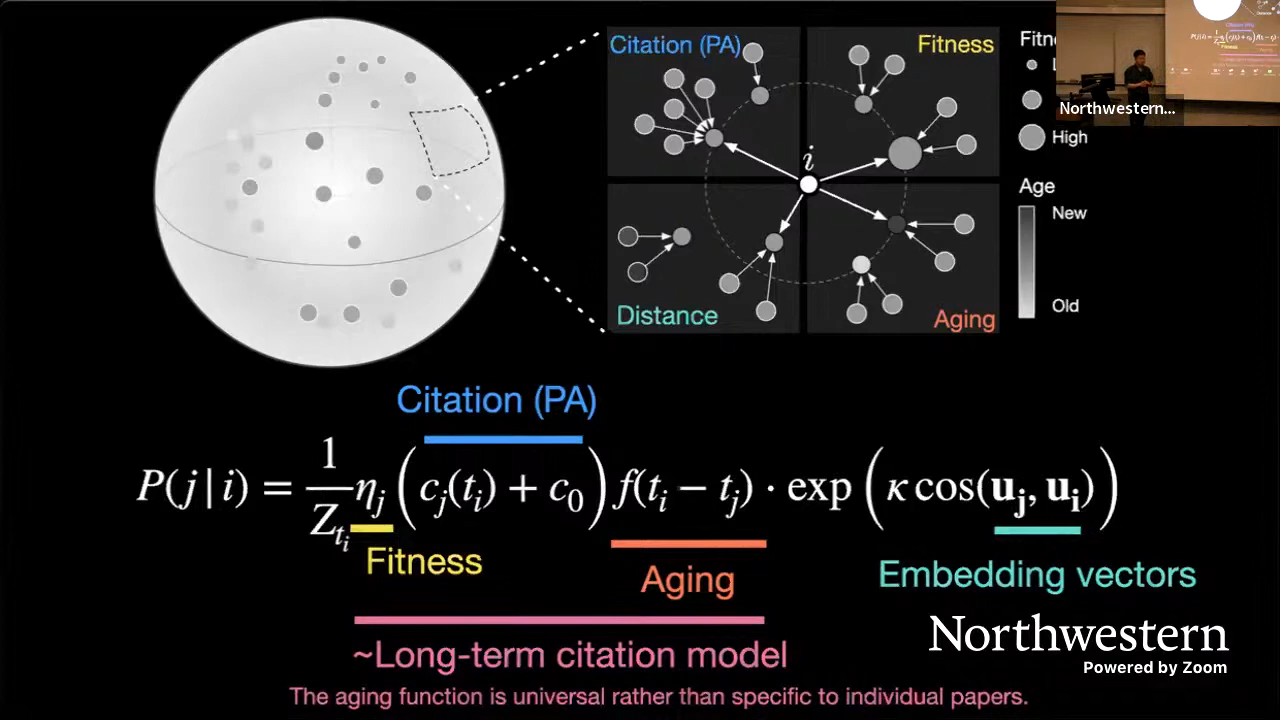 Citation (PA)
Fitness
i
Distance
Aging
High
Age
New
Old
Northwestern...
Citation (PA)
P(j|i) = 1/Z_{t_i} η_j (c_j(t_i) + c_0) f(t_i − t_j) · exp(κ cos(u_j, u_i))
Fitness
Aging
Embedding vectors
~Long-term citation model
The aging function is universal rather than specific to individual papers.
Northwestern
Powered by Zoom